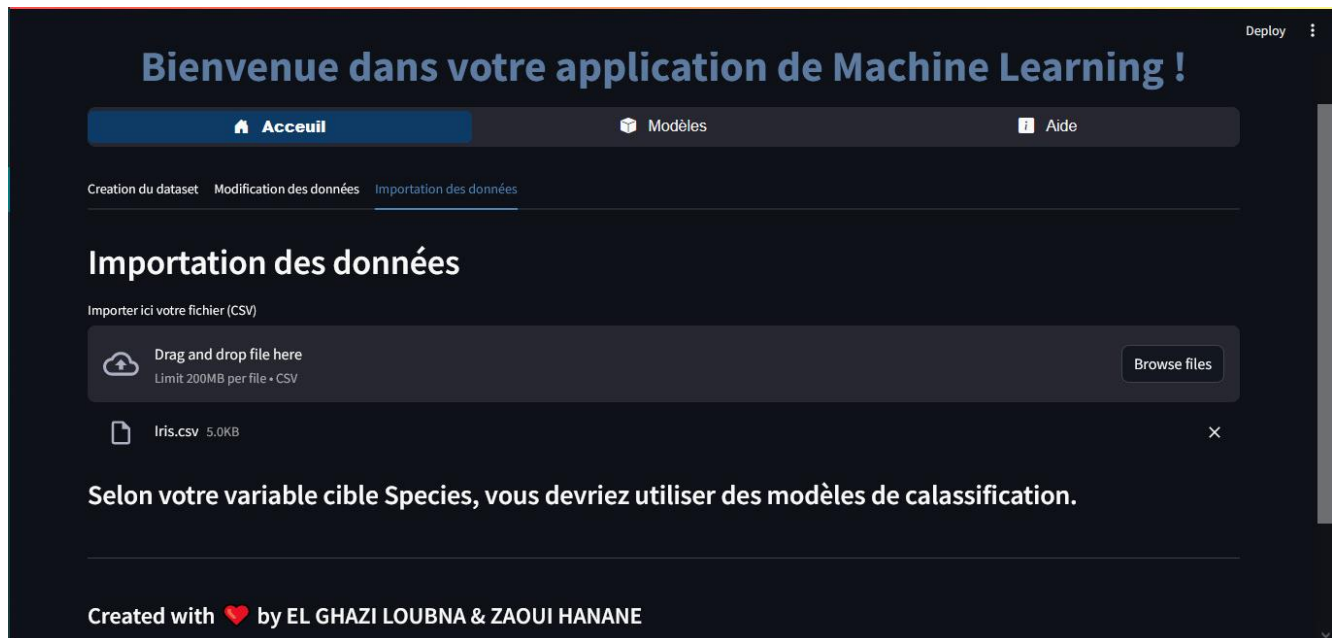 Deploy
Bienvenue dans votre application de Machine Learning !
Acceuil Modèles Aide
Creation du dataset Modification des données Importation des données
Importation des données
Importer ici votre fichier (CSV)
Drag and drop file here
Limit 200MB per file • CSV
Browse files
Iris.csv 5.0KB
Selon votre variable cible Species, vous devriez utiliser des modèles de calassification.
Created with ❤️ by EL GHAZI LOUBNA & ZAOUI HANANE